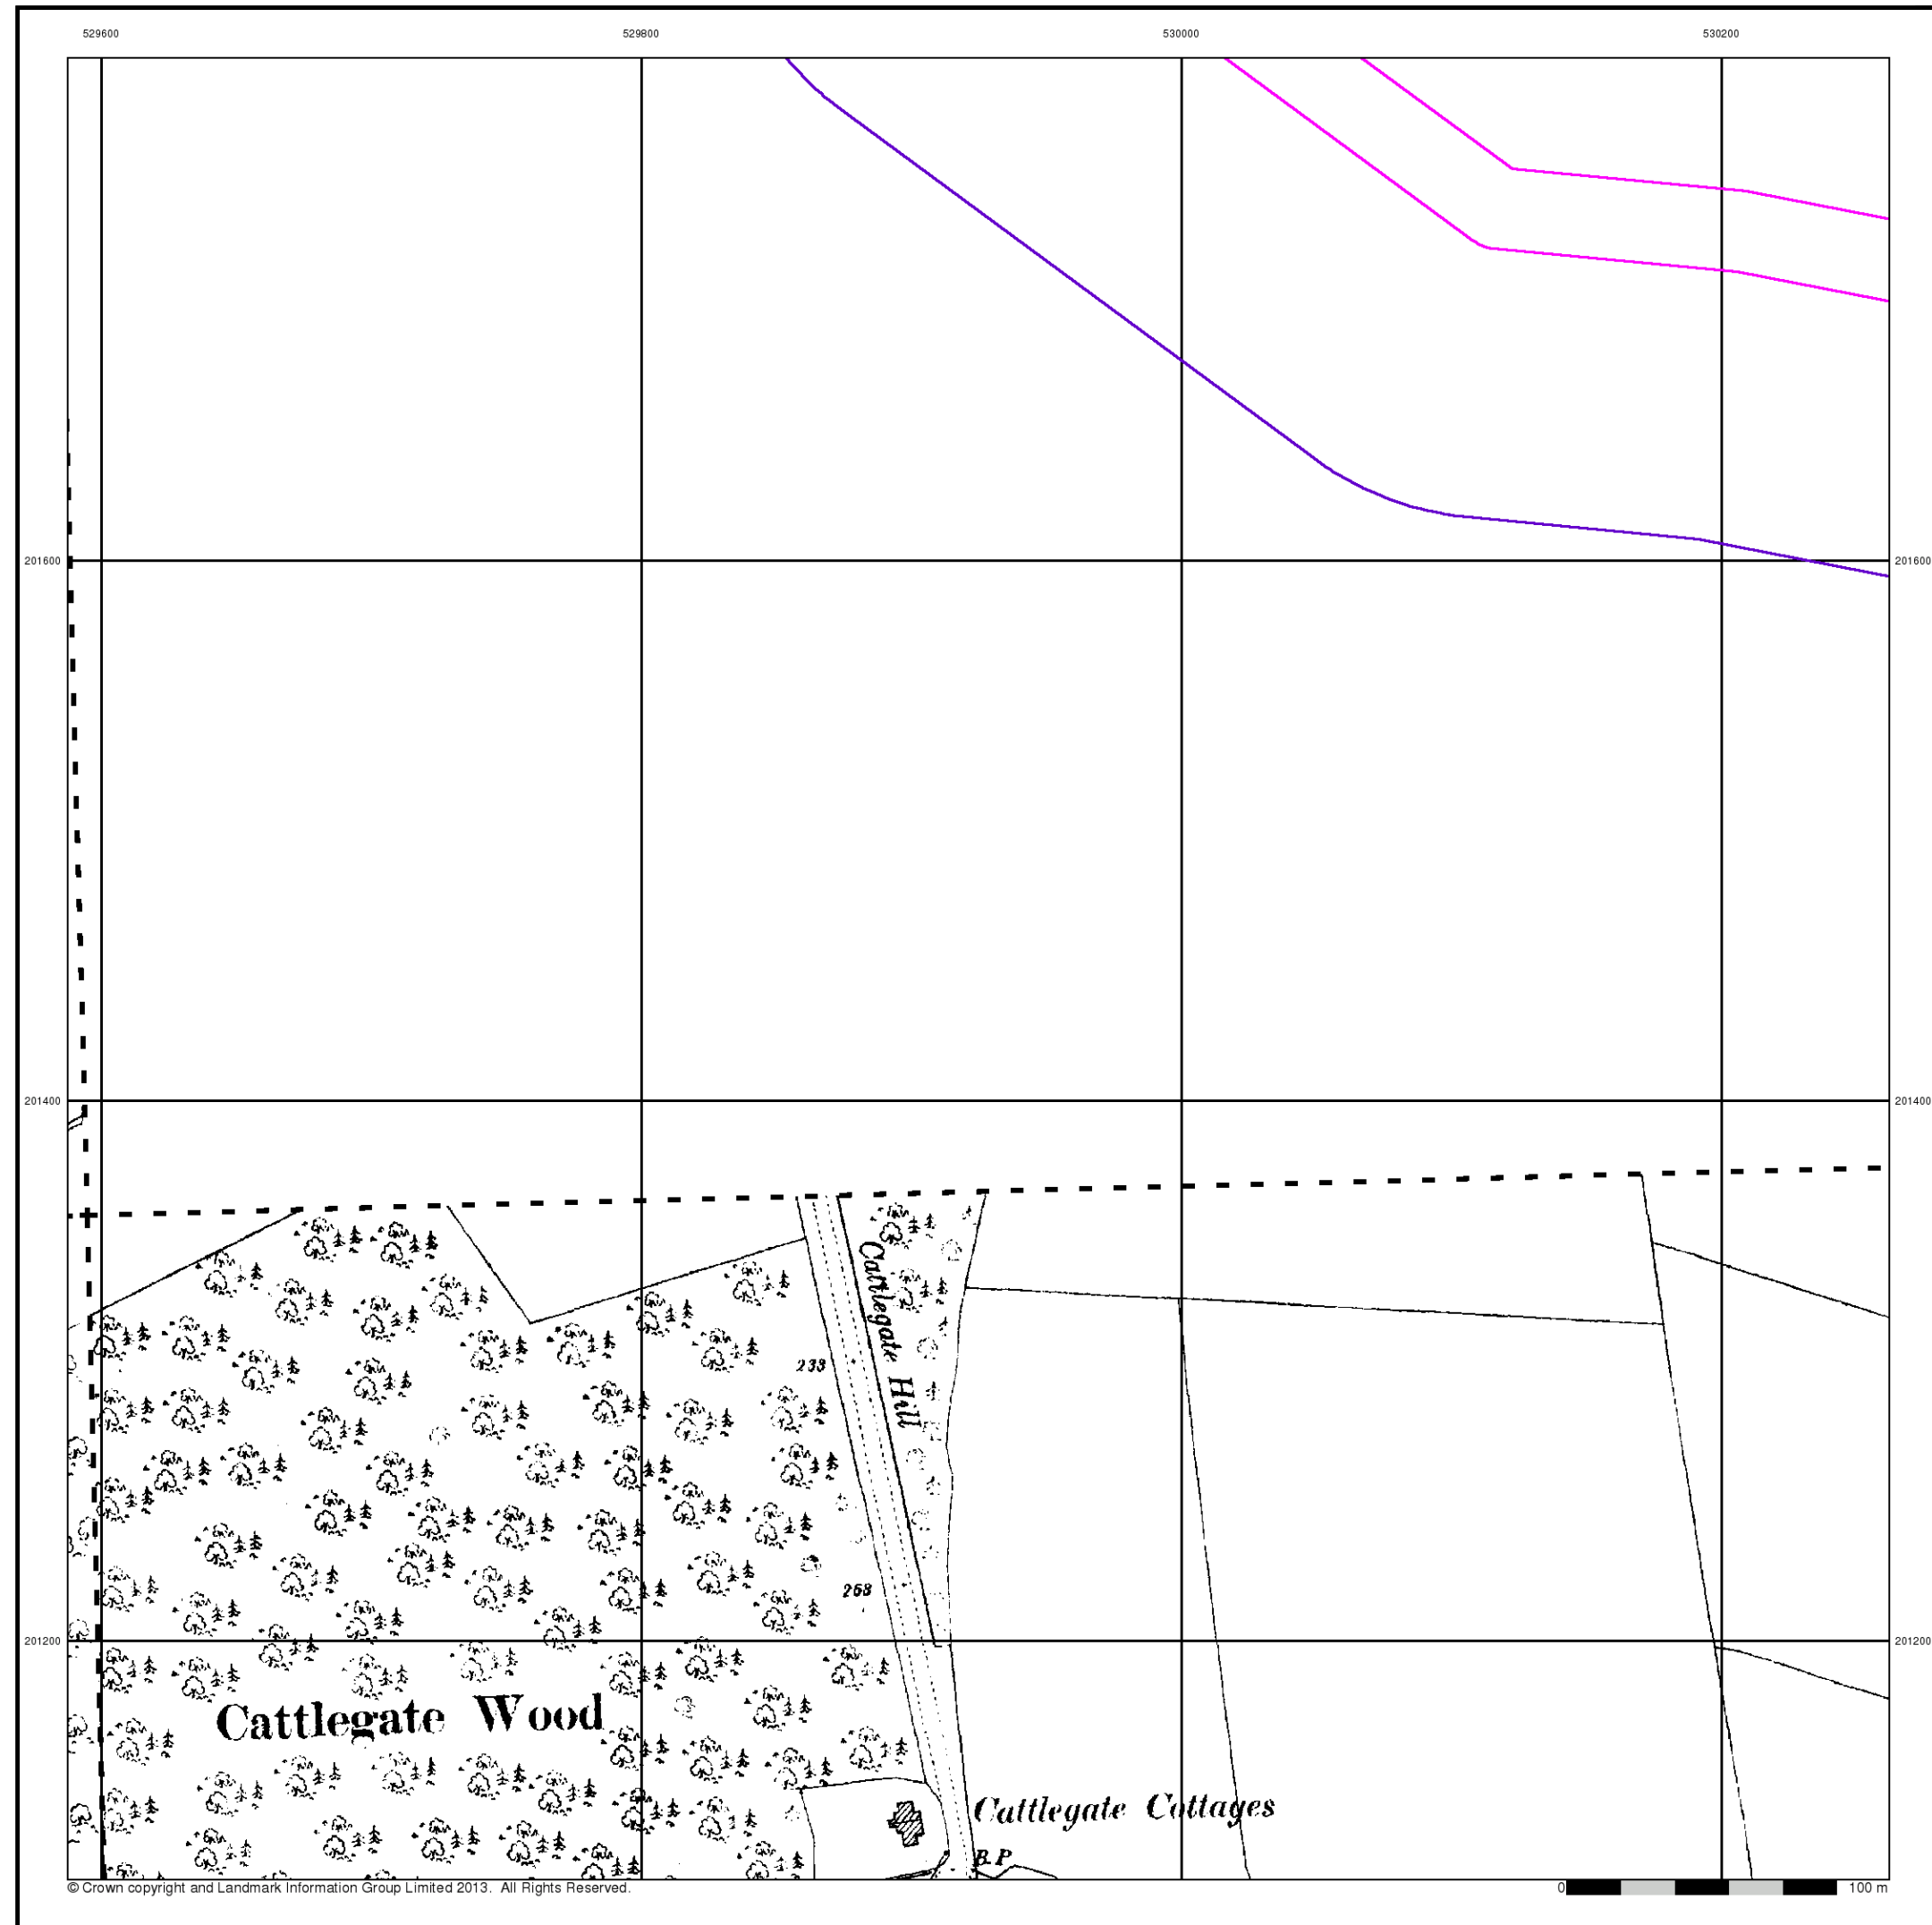 529600 529800 530000 530200
201600 201600
201400 201400
Cattlegate Hill
233
268
201200 201200
Cattlegate Wood
Cattlegate Cottages
B.P
© Crown copyright and Landmark Information Group Limited 2013. All Rights Reserved.
0 100 m